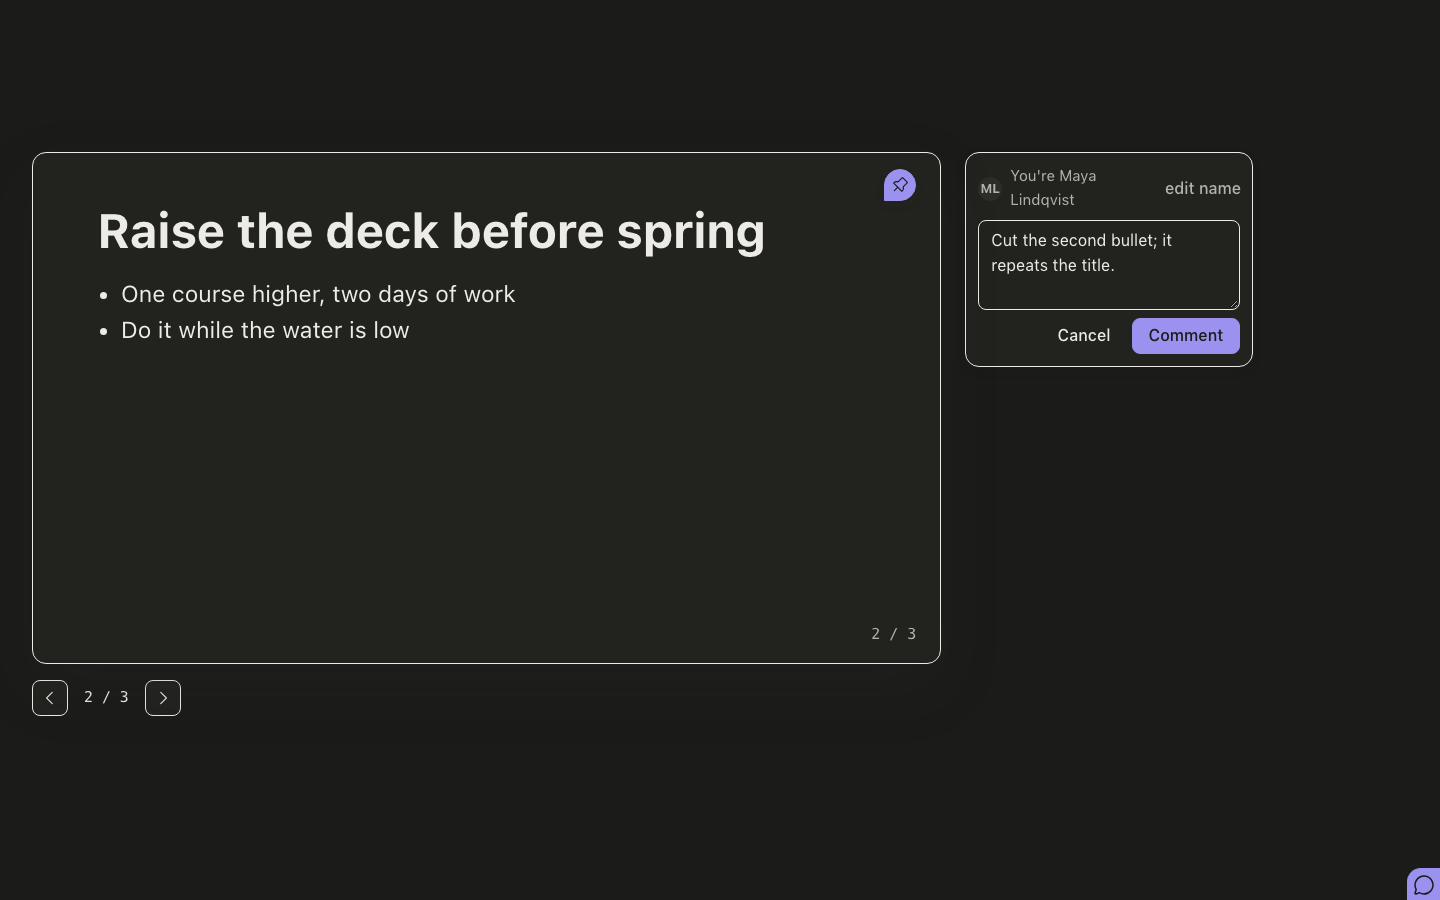 Raise the deck before spring
• One course higher, two days of work
• Do it while the water is low
2 / 3
2 / 3
ML
You're Maya
Lindqvist
edit name
Cut the second bullet; it
repeats the title.
Cancel
Comment